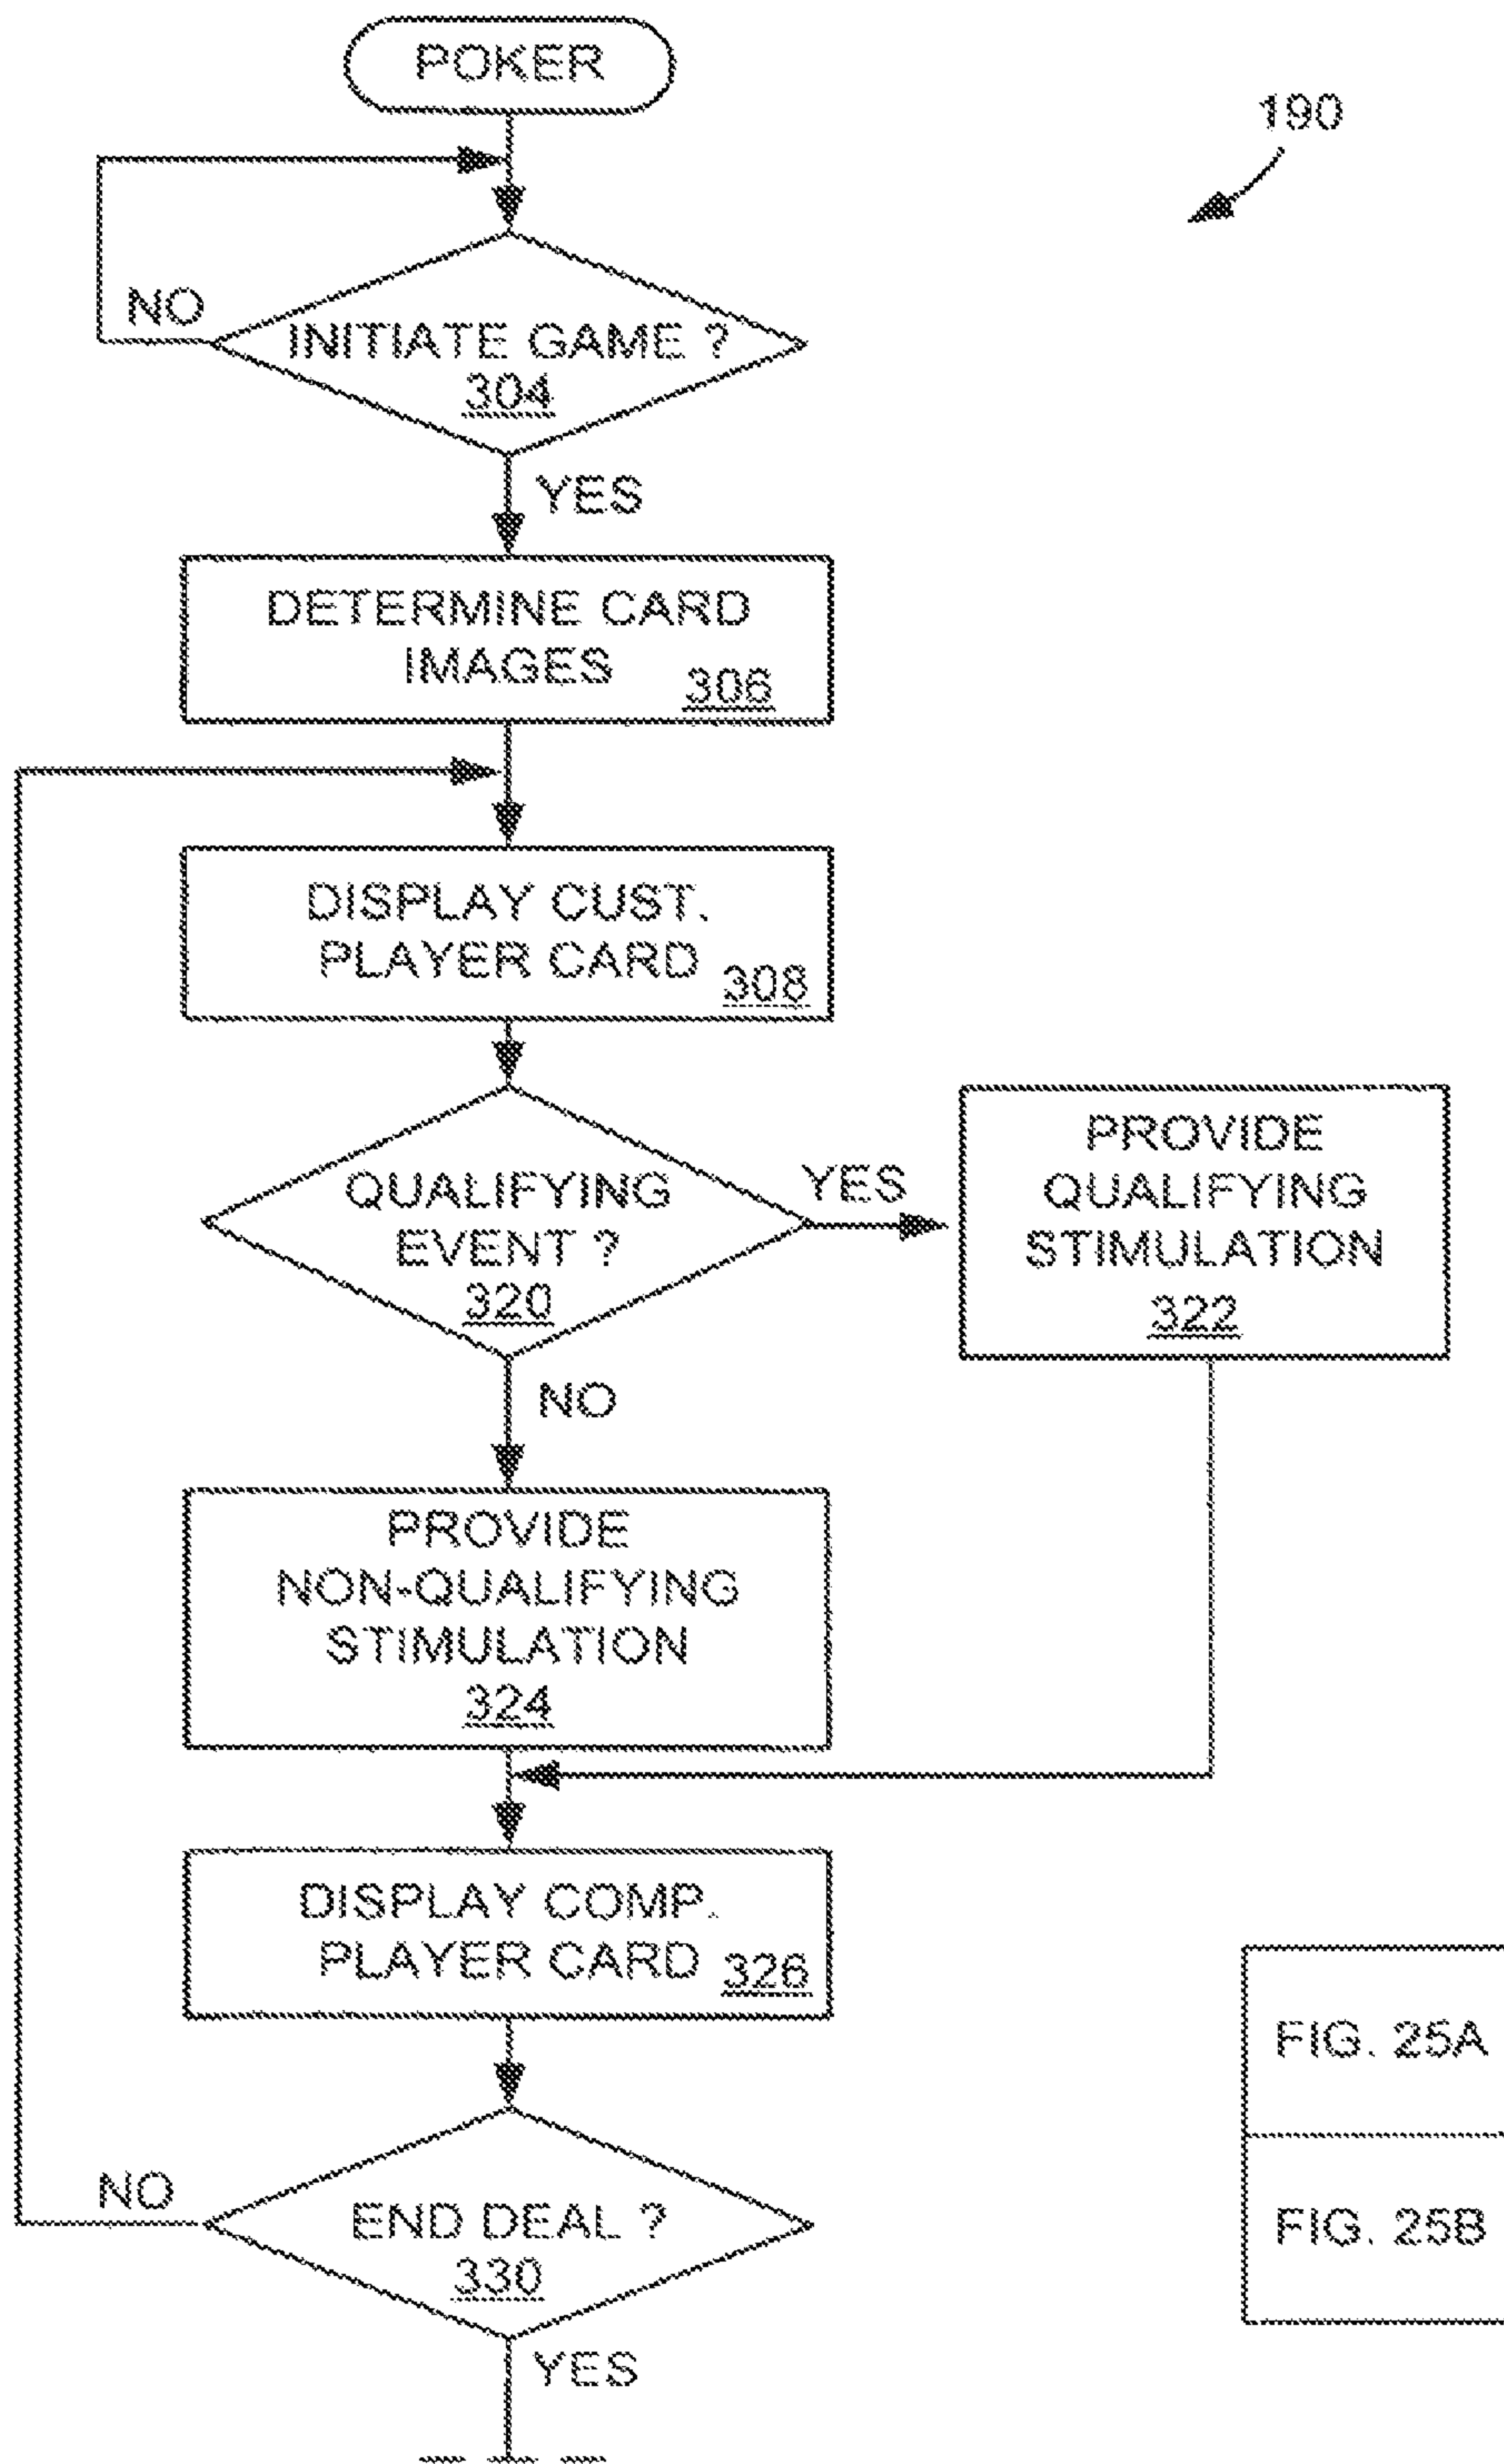 POKER
190
NO
INITIATE GAME ?
304
YES
DETERMINE CARD
IMAGES
306
DISPLAY CUST.
PLAYER CARD
308
QUALIFYING
EVENT ?
320
YES
PROVIDE
QUALIFYING
STIMULATION
322
NO
PROVIDE
NON-QUALIFYING
STIMULATION
324
DISPLAY COMP.
PLAYER CARD
326
NO
END DEAL ?
330
YES
FIG. 25A
FIG. 25B